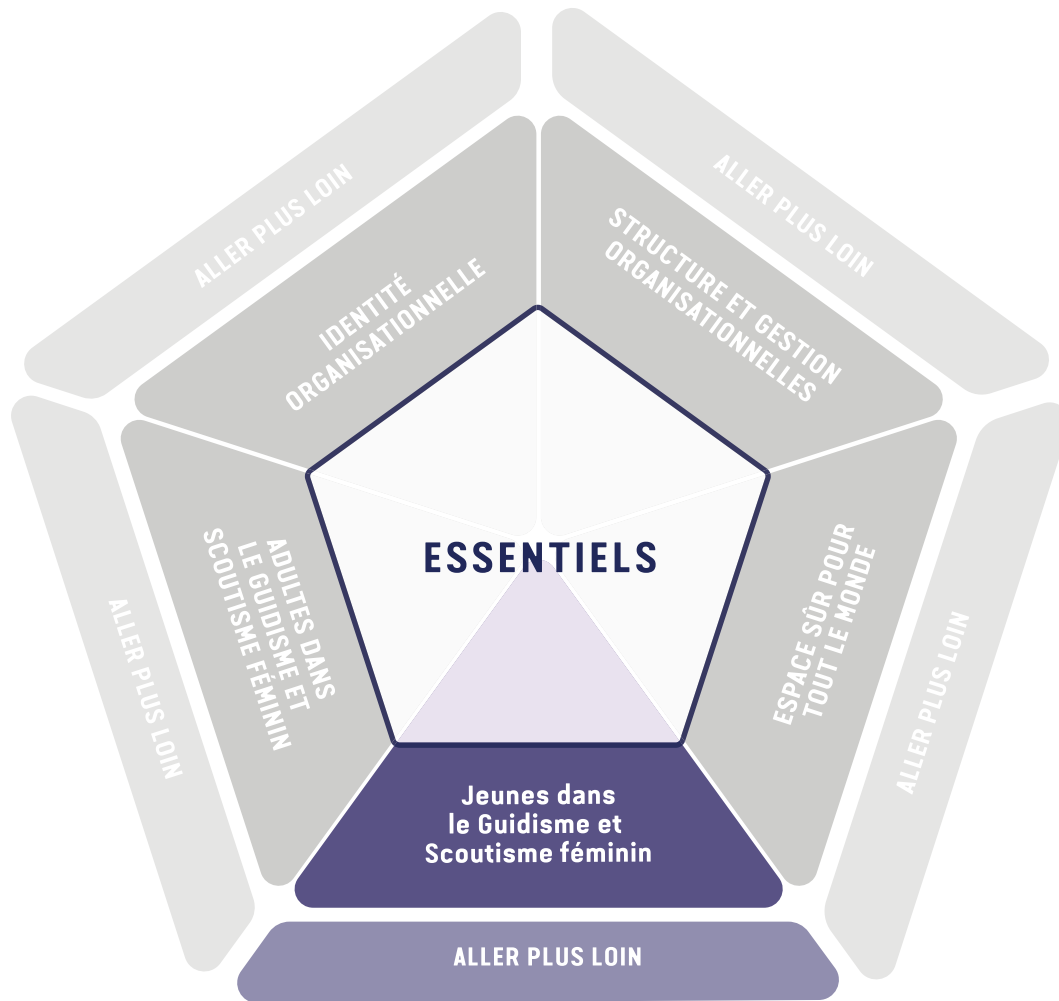 ALLER PLUS LOIN
ALLER PLUS LOIN
IDENTITÉ
ORGANISATIONNELLE
STRUCTURE ET GESTION
ORGANISATIONNELLES
ESSENTIELS
ADULTES DANS
LE GUIDISME ET
SCOUTISME FÉMININ
ESPACE SÛR POUR
TOUT LE MONDE
ALLER PLUS LOIN
ALLER PLUS LOIN
Jeunes dans
le Guidisme et
Scoutisme féminin
ALLER PLUS LOIN